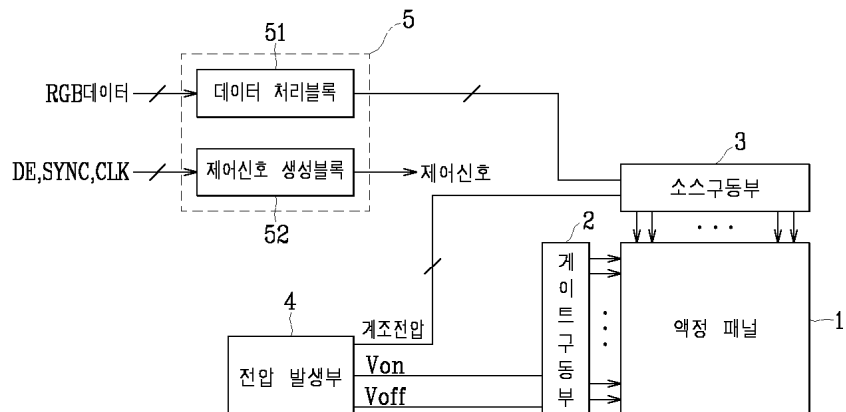 51
5
RGB데이터
데이터 처리블록
DE,SYNC,CLK
제어신호 생성블록
제어신호
52
3
소스구동부
2
게이트구동부
액정 패널
1
4
전압 발생부
계조전압
Von
Voff